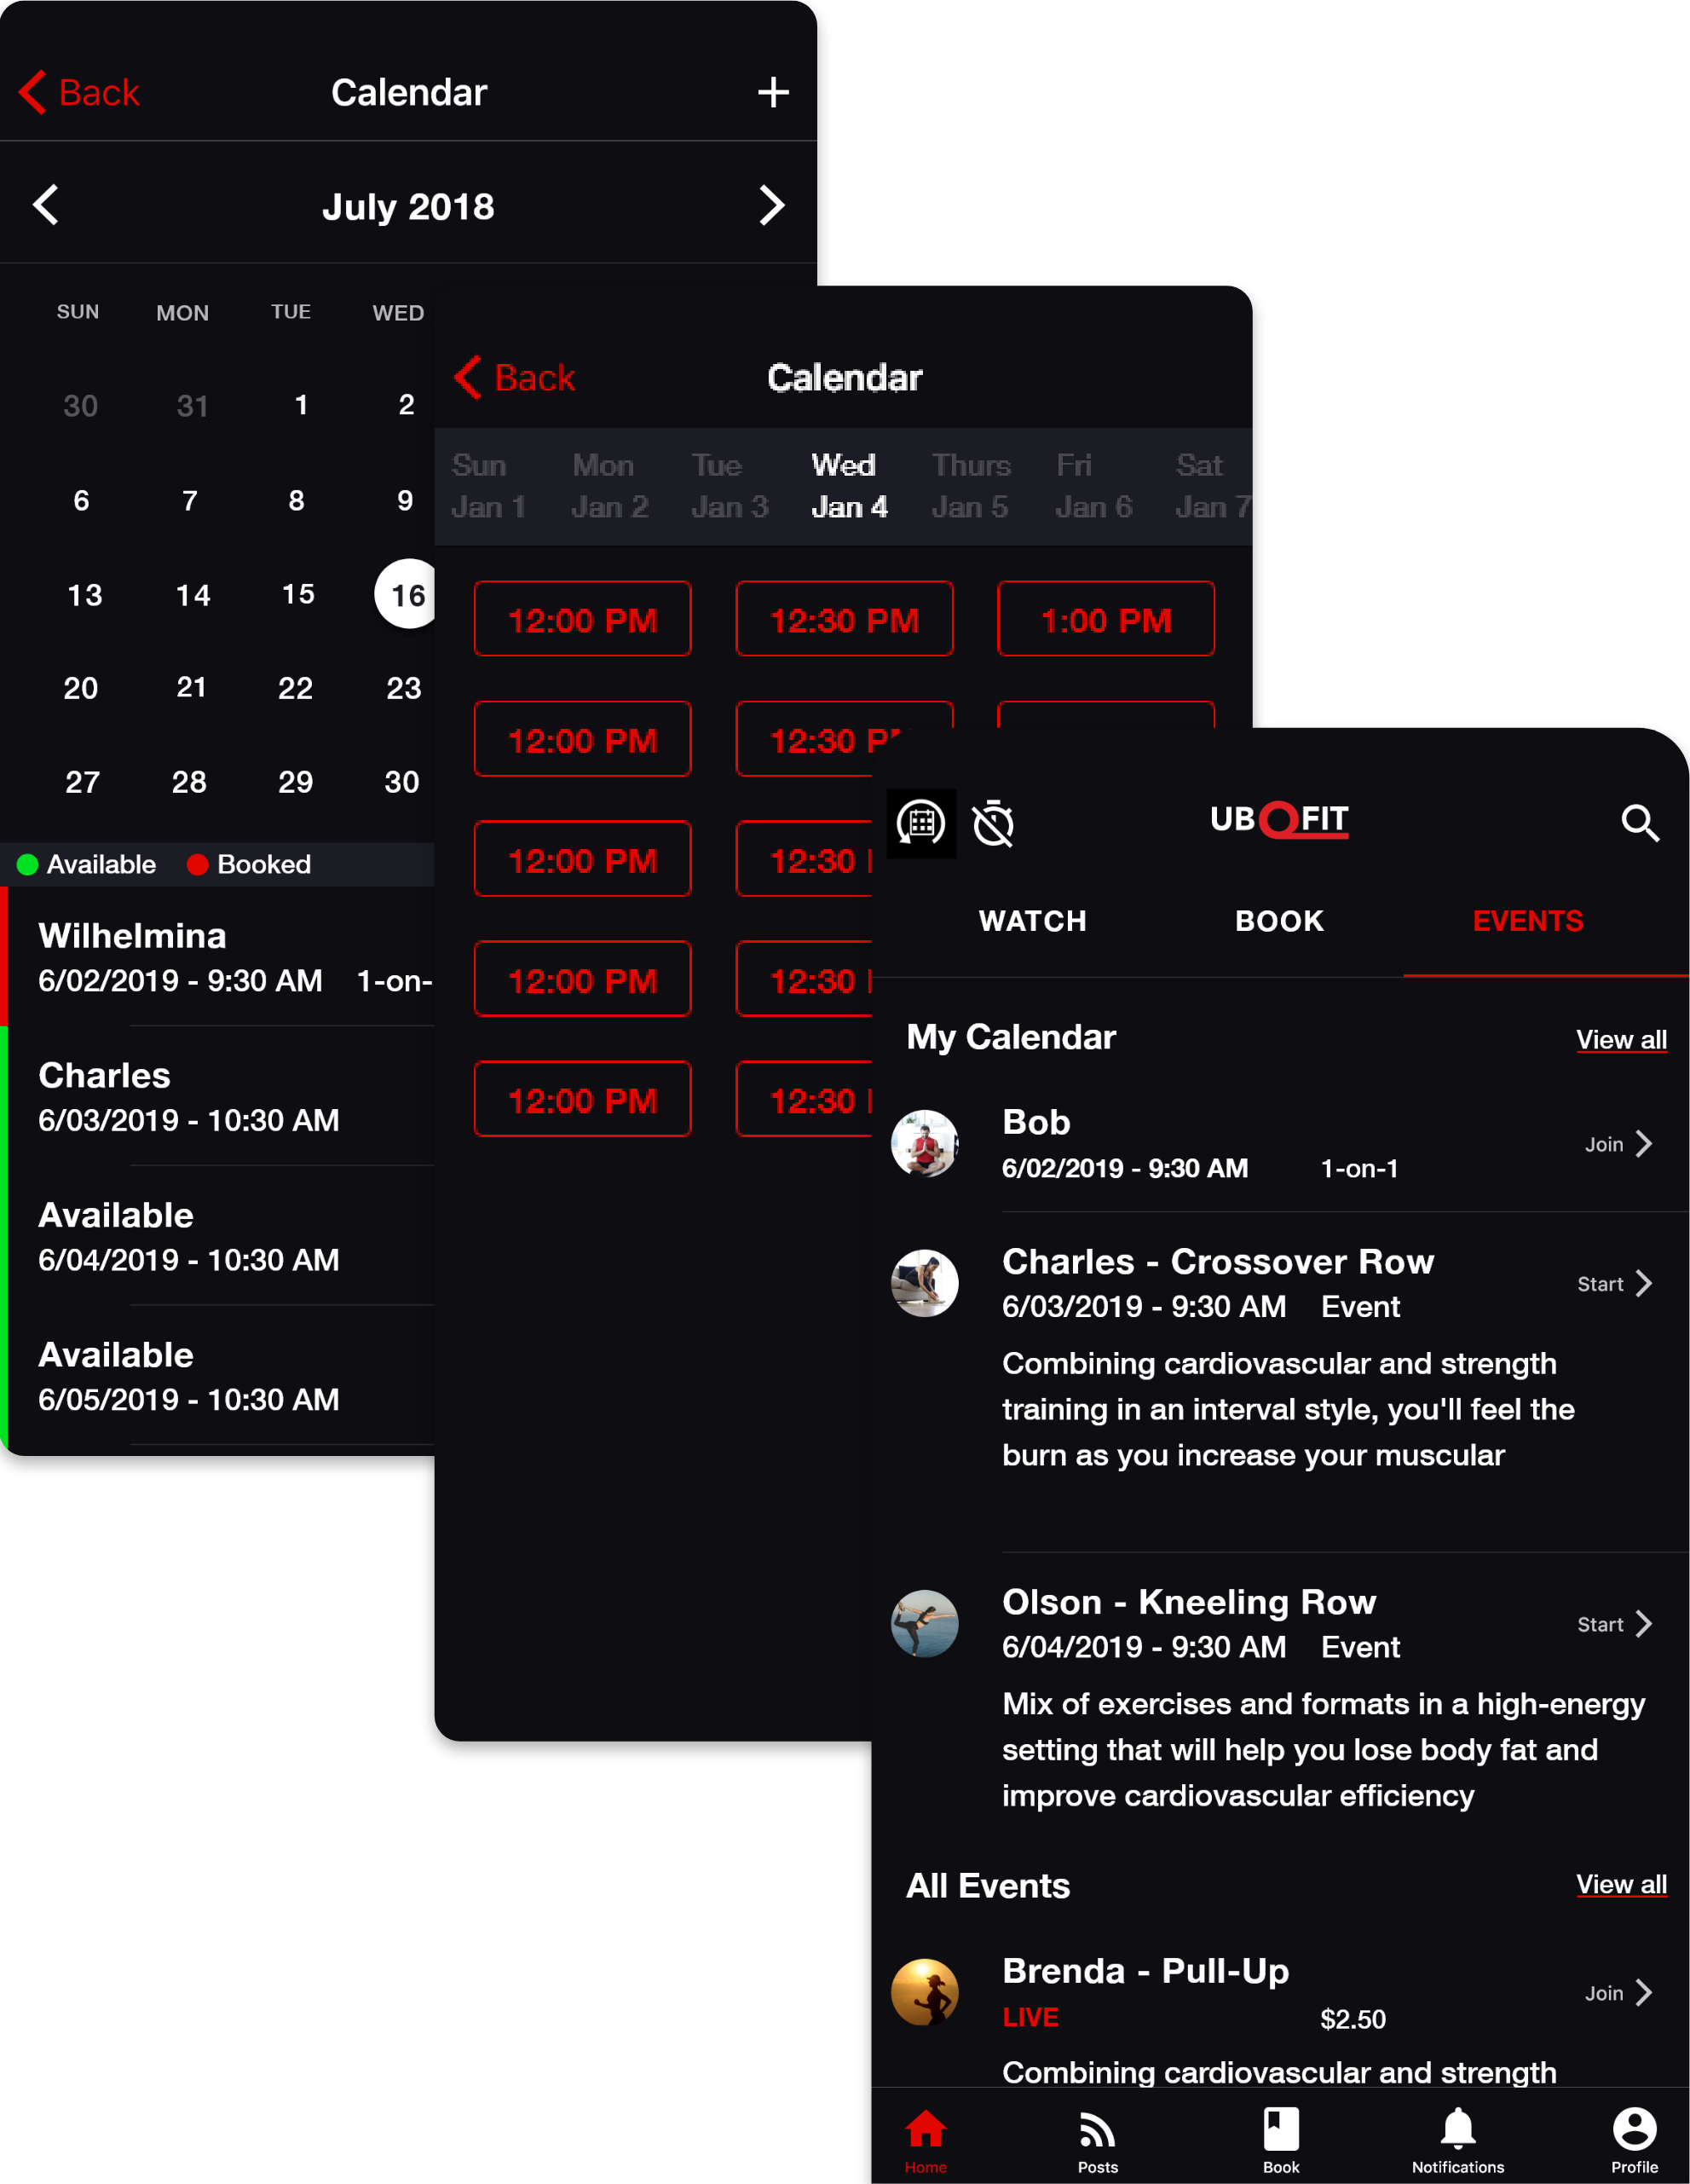 Back Calendar +
July 2018
SUN MON TUE WED
30 31 1 2
6 7 8 9
13 14 15 16
20 21 22 23
27 28 29 30
Available Booked
Wilhelmina
6/02/2019 - 9:30 AM 1-on-
Charles
6/03/2019 - 10:30 AM
Available
6/04/2019 - 10:30 AM
Available
6/05/2019 - 10:30 AM
Back Calendar
Sun Mon Tue Wed Thurs Fri Sat
Jan 1 Jan 2 Jan 3 Jan 4 Jan 5 Jan 6 Jan 7
12:00 PM 12:30 PM 1:00 PM
12:00 PM 12:30 P
12:00 PM 12:30
12:00 PM 12:30
12:00 PM 12:30
UBOFIT
WATCH BOOK EVENTS
My Calendar View all
Bob
6/02/2019 - 9:30 AM 1-on-1 Join
Charles - Crossover Row
6/03/2019 - 9:30 AM Event Start
Combining cardiovascular and strength
training in an interval style, you'll feel the
burn as you increase your muscular
Olson - Kneeling Row
6/04/2019 - 9:30 AM Event Start
Mix of exercises and formats in a high-energy
setting that will help you lose body fat and
improve cardiovascular efficiency
All Events View all
Brenda - Pull-Up
LIVE $2.50 Join
Combining cardiovascular and strength
Home Posts Book Notifications Profile